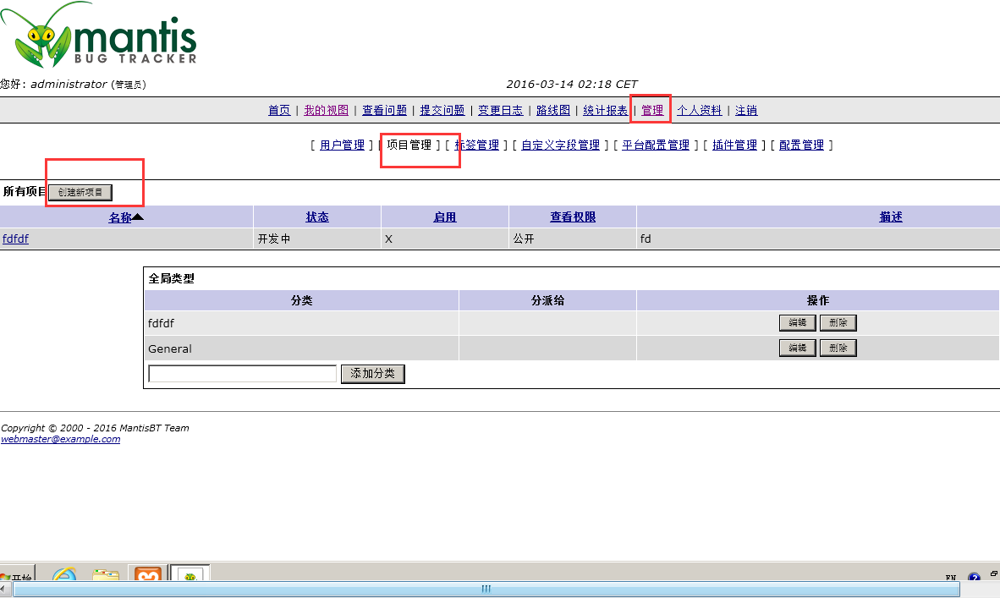 mantis
BUG TRACKER
您好: administrator (管理员) 2016-03-14 02:18 CET
首页 | 我的视图 | 查看问题 | 提交问题 | 变更日志 | 路线图 | 统计报表 | 管理 个人资料 | 注销
[ 用户管理 ] [ 项目管理 ] [ 标签管理 ] [ 自定义字段管理 ] [ 平台配置管理 ] [ 插件管理 ] [ 配置管理 ]
所有项目 创建新项目
名称 状态 启用 查看权限 描述
fdfdf 开发中 X 公开 fd
全局类型
分类 分派给 操作
fdfdf 编辑 删除
General 编辑 删除
添加分类
Copyright © 2000 - 2016 MantisBT Team
webmaster@example.com
开始 EN ?